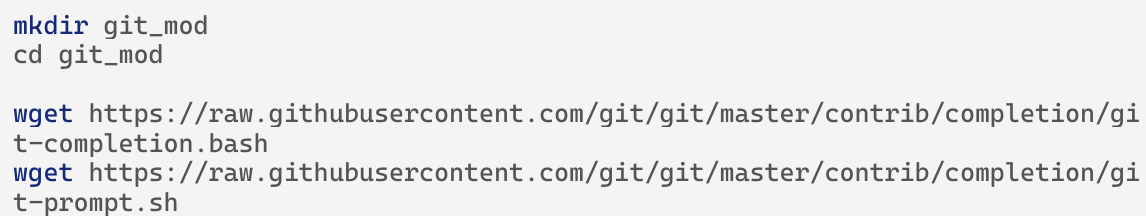 mkdir git_mod
cd git_mod

wget https://raw.githubusercontent.com/git/git/master/contrib/completion/gi
t-completion.bash
wget https://raw.githubusercontent.com/git/git/master/contrib/completion/gi
t-prompt.sh